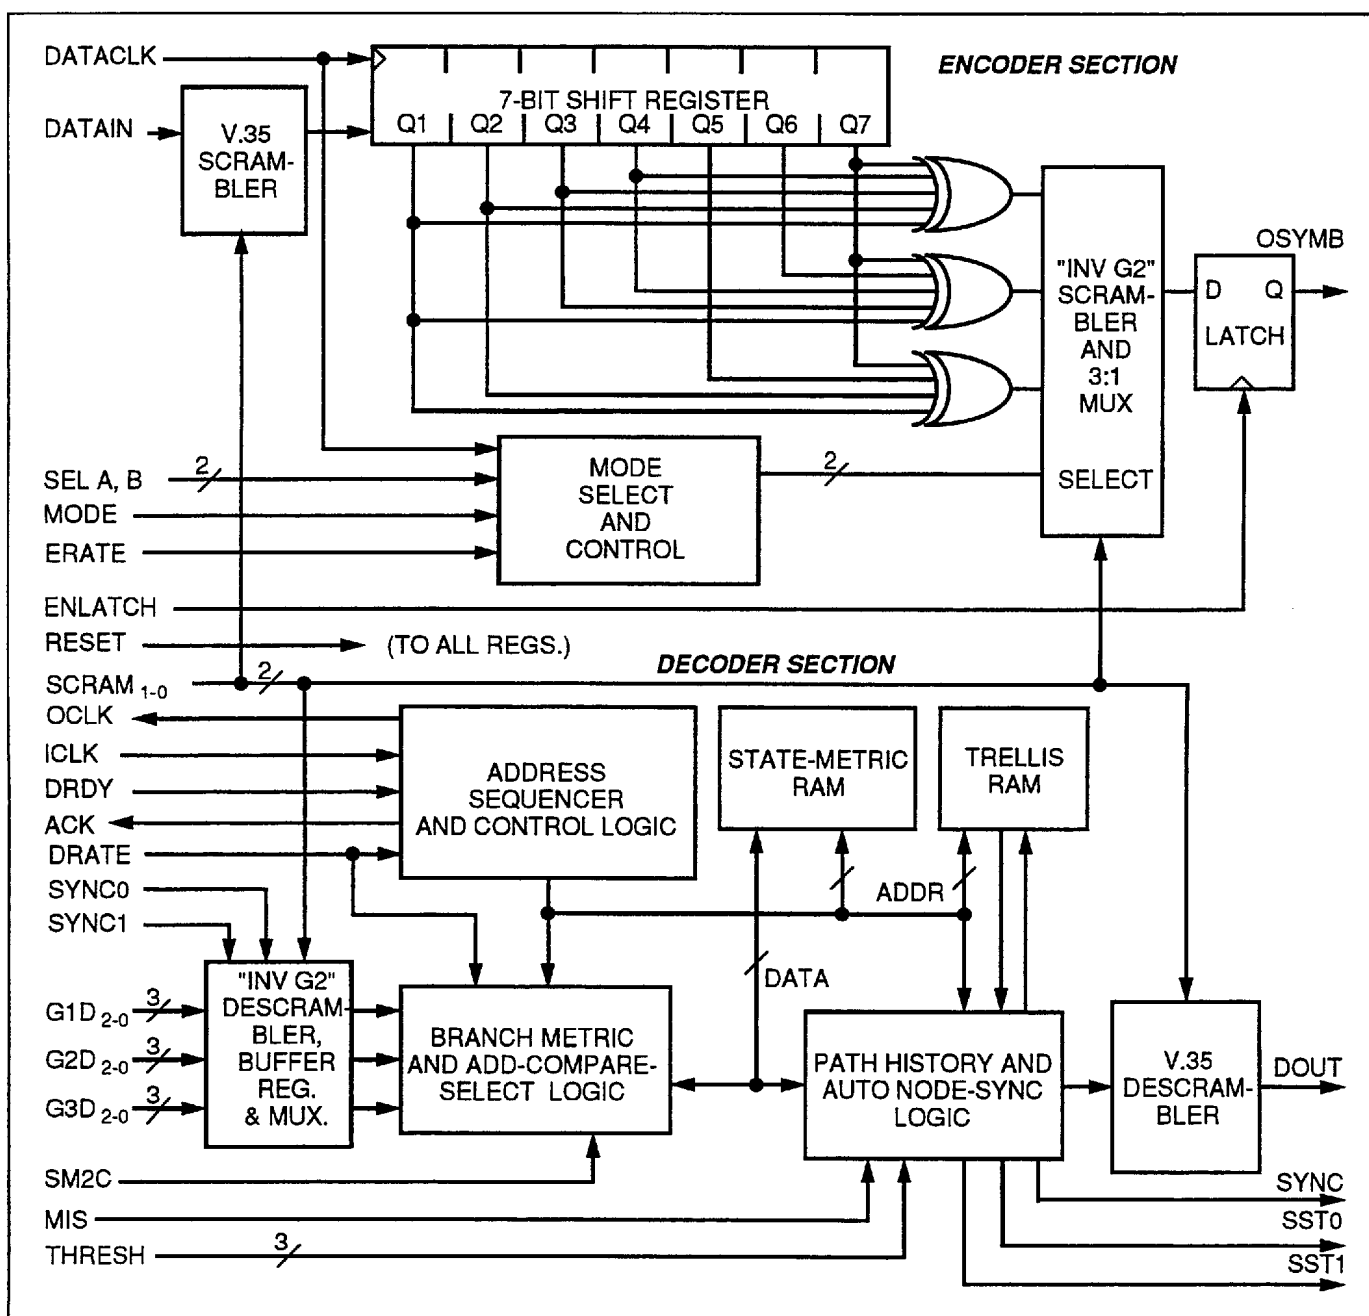 DATACLK
ENCODER SECTION
7-BIT SHIFT REGISTER
DATAIN
V.35
SCRAM-
BLER
Q1 Q2 Q3 Q4 Q5 Q6 Q7
"INV G2"
SCRAM-
BLER
AND
3:1
MUX
SELECT
OSYMB
D Q
LATCH
SEL A, B
2
MODE
ERATE
MODE
SELECT
AND
CONTROL
2
ENLATCH
RESET
(TO ALL REGS.)
DECODER SECTION
SCRAM 1-0
2
OCLK
ICLK
DRDY
ACK
DRATE
SYNC0
SYNC1
ADDRESS
SEQUENCER
AND CONTROL LOGIC
STATE-METRIC
RAM
TRELLIS
RAM
ADDR
DATA
G1D 2-0
3
G2D 2-0
3
G3D 2-0
3
"INV G2"
DESCRAM-
BLER,
BUFFER
REG.
& MUX.
BRANCH METRIC
AND ADD-COMPARE-
SELECT LOGIC
PATH HISTORY AND
AUTO NODE-SYNC
LOGIC
V.35
DESCRAM-
BLER
DOUT
SM2C
MIS
THRESH
3
SYNC
SST0
SST1